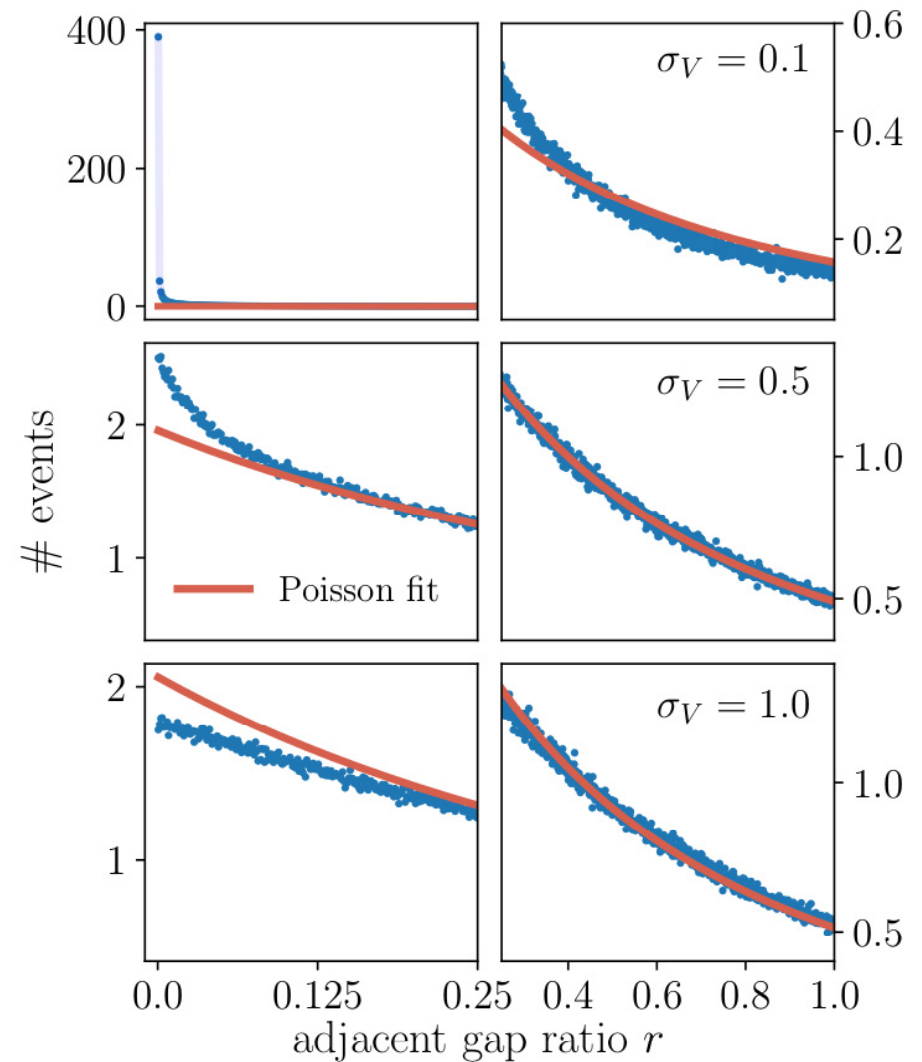 400
200
0
σ_V = 0.1
0.6
0.4
0.2
# events
2
1
Poisson fit
σ_V = 0.5
1.0
0.5
2
1
σ_V = 1.0
1.0
0.5
0.0 0.125 0.25 0.4 0.6 0.8 1.0
adjacent gap ratio r